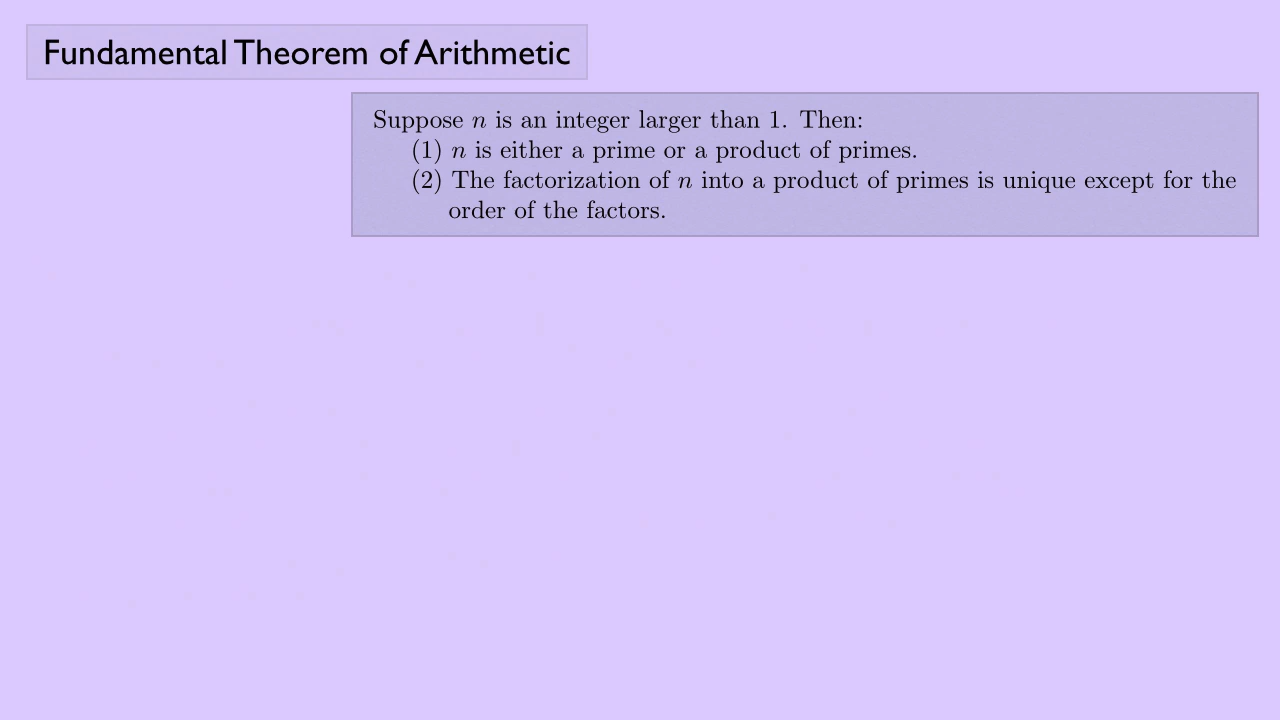 Fundamental Theorem of Arithmetic
Suppose n is an integer larger than 1. Then:
(1) n is either a prime or a product of primes.
(2) The factorization of n into a product of primes is unique except for the
order of the factors.